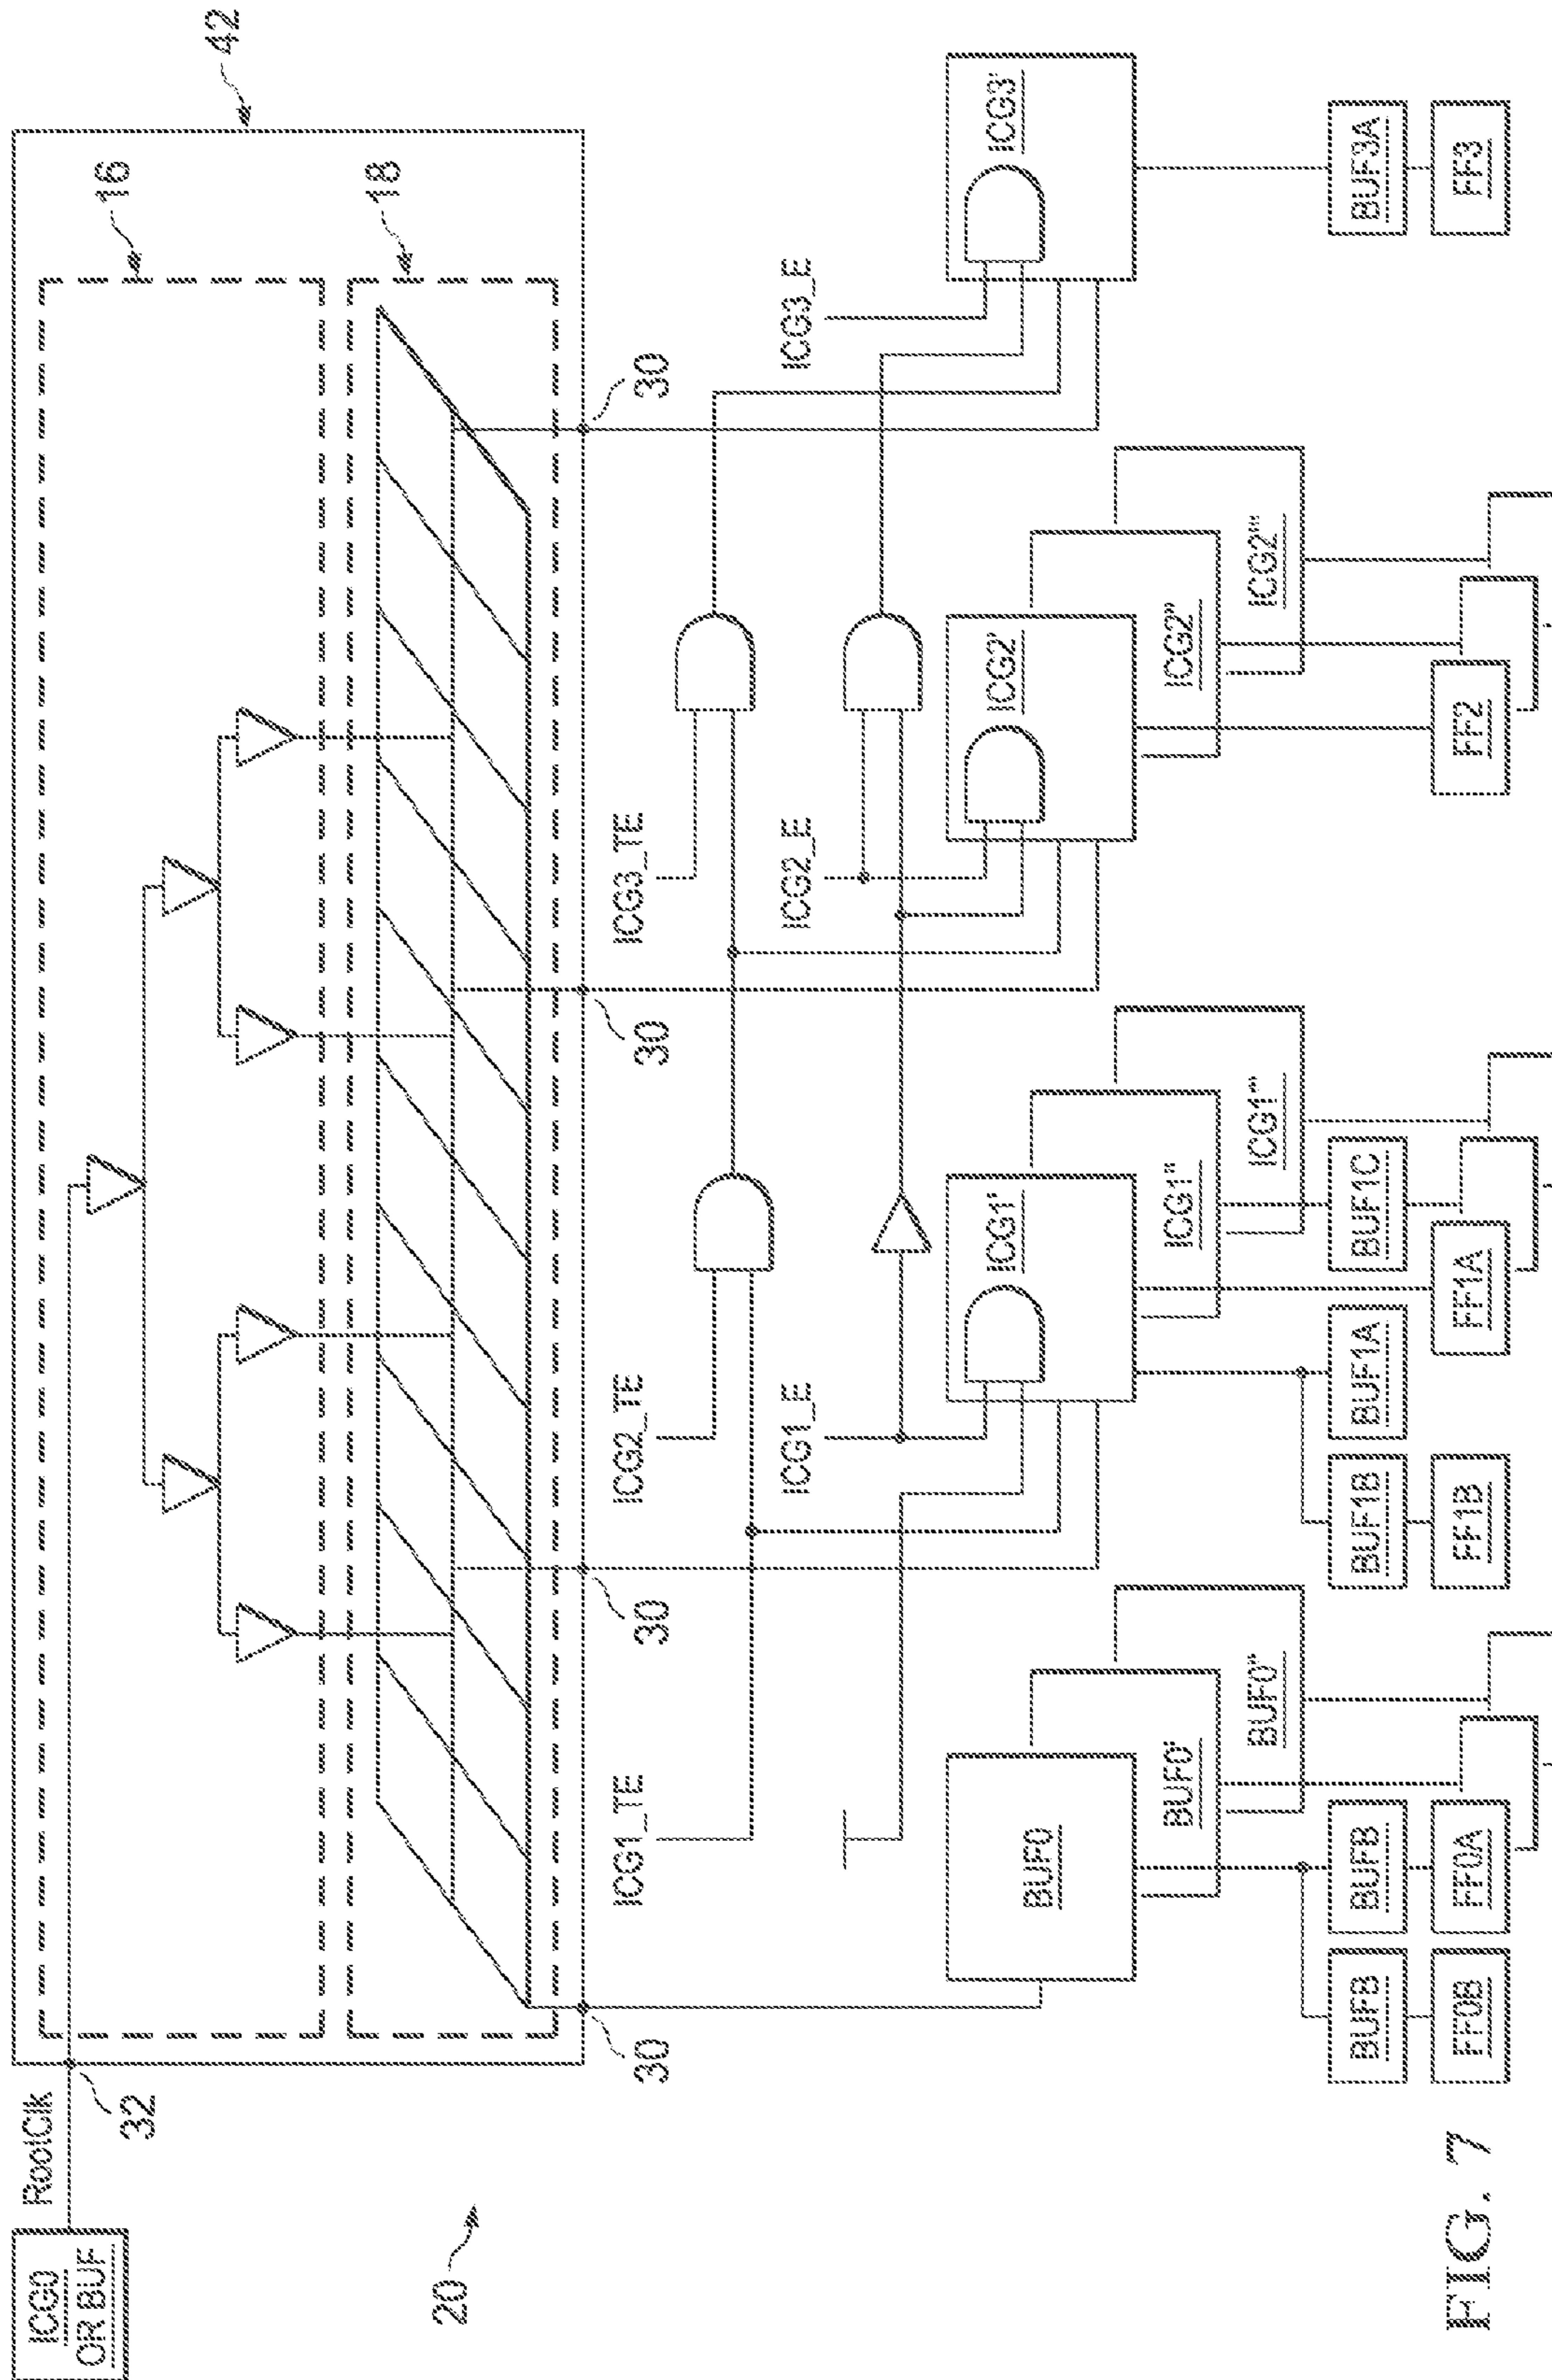 ICG0
OR BUF
RootClk
32
16
18
42
30
30
30
30
20
ICG1_TE
ICG2_TE
ICG3_TE
ICG1_E
ICG2_E
ICG3_E
BUF0
BUF0'
BUF0"
ICG1'
ICG1"
ICG1'''
ICG2'
ICG2"
ICG2'''
ICG3'
BUFB
BUFB
BUF1B
BUF1A
BUF1C
BUF3A
FF0B
FF0A
FF1B
FF1A
FF2
FF3
FIG. 7